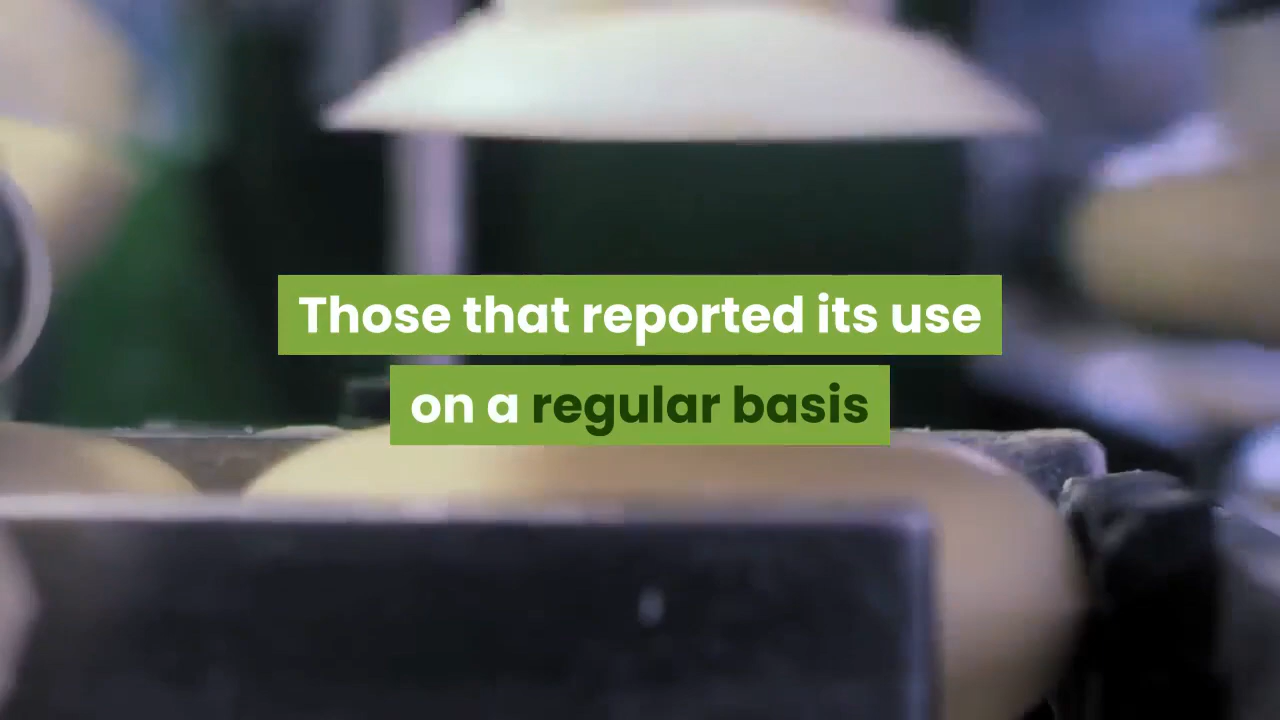 Those that reported its use
on a regular basis